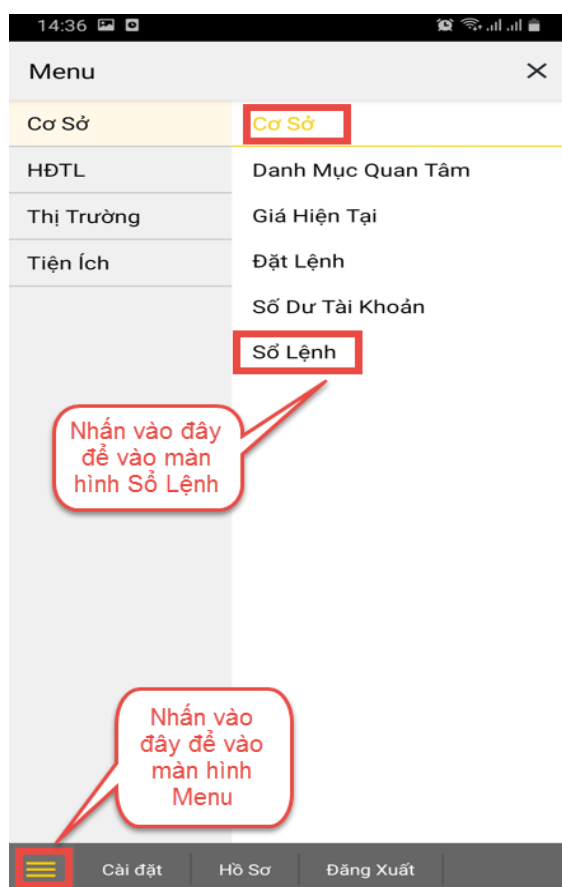 14:36
Menu
Cơ Sở
HĐTL
Thị Trường
Tiện Ích
Cơ Sở
Danh Mục Quan Tâm
Giá Hiện Tại
Đặt Lệnh
Số Dư Tài Khoản
Sổ Lệnh
Nhấn vào đây
để vào màn
hình Sổ Lệnh
Nhấn vào
đây để vào
màn hình
Menu
Cài đặt
Hồ Sơ
Đăng Xuất